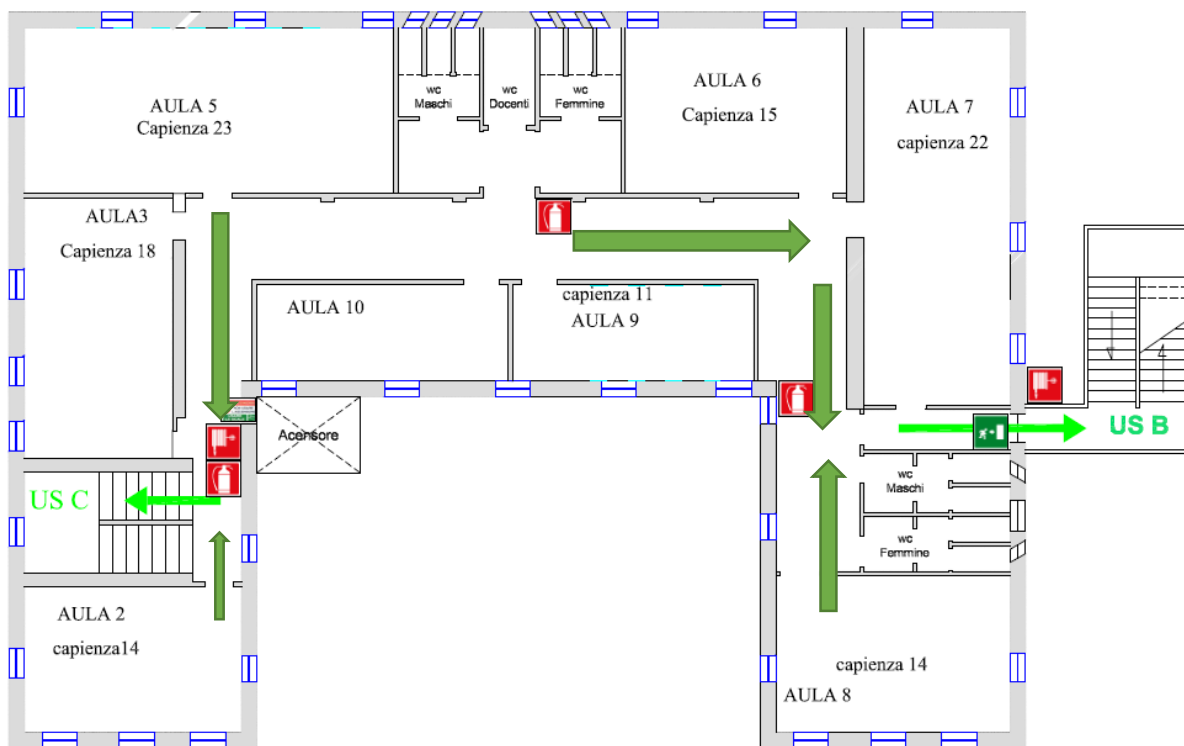 AULA 5
Capienza 23
wc
Maschi
wc
Docenti
wc
Femmine
AULA 6
Capienza 15
AULA 7
capienza 22
AULA3
Capienza 18
AULA 10
capienza 11
AULA 9
Acensore
US B
US C
wc
Maschi
wc
Femmine
AULA 2
capienza14
capienza 14
AULA 8